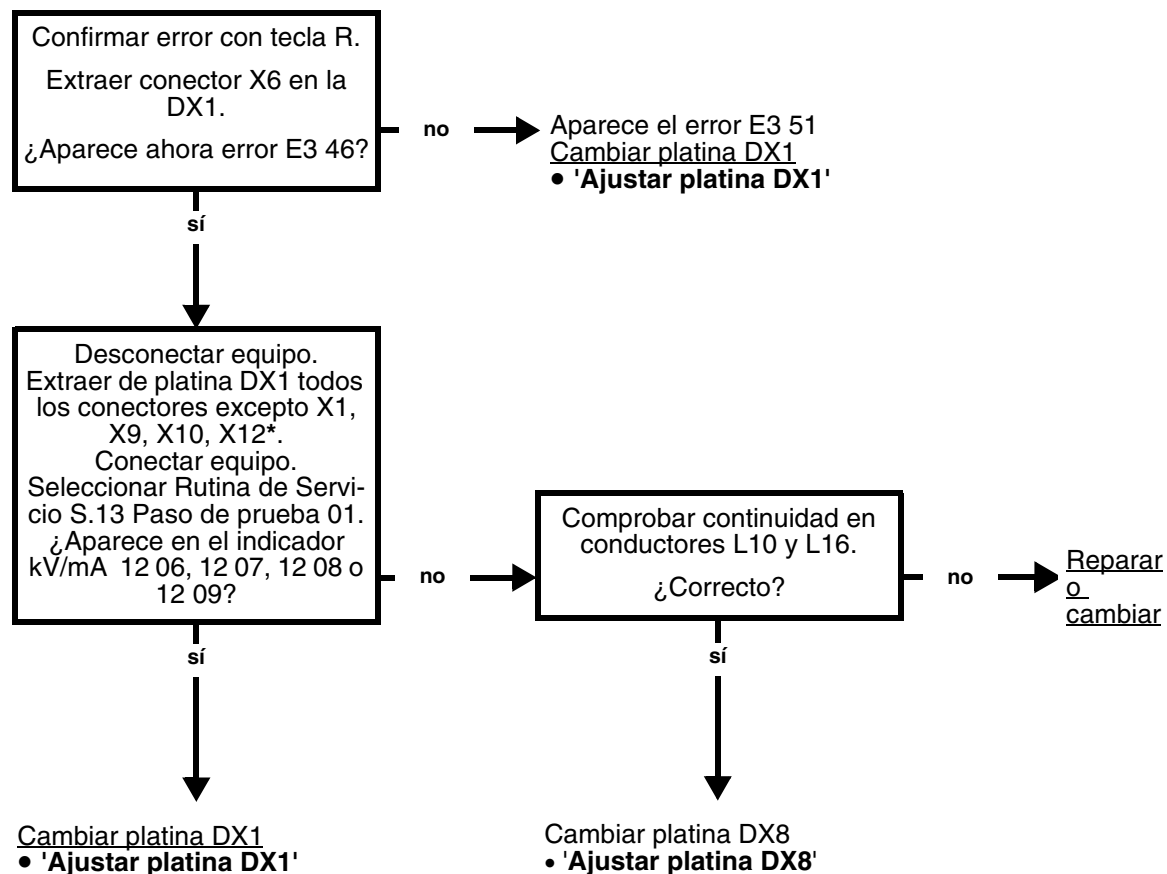 Confirmar error con tecla R.
Extraer conector X6 en la
DX1.
¿Aparece ahora error E3 46?
no
Aparece el error E3 51
Cambiar platina DX1
• 'Ajustar platina DX1'
sí
Desconectar equipo.
Extraer de platina DX1 todos
los conectores excepto X1,
X9, X10, X12*.
Conectar equipo.
Seleccionar Rutina de Servi-
cio S.13 Paso de prueba 01.
¿Aparece en el indicador
kV/mA 12 06, 12 07, 12 08 o
12 09?
no
Comprobar continuidad en
conductores L10 y L16.
¿Correcto?
no
Reparar
o
cambiar
sí
sí
Cambiar platina DX1
• 'Ajustar platina DX1'
Cambiar platina DX8
• 'Ajustar platina DX8'